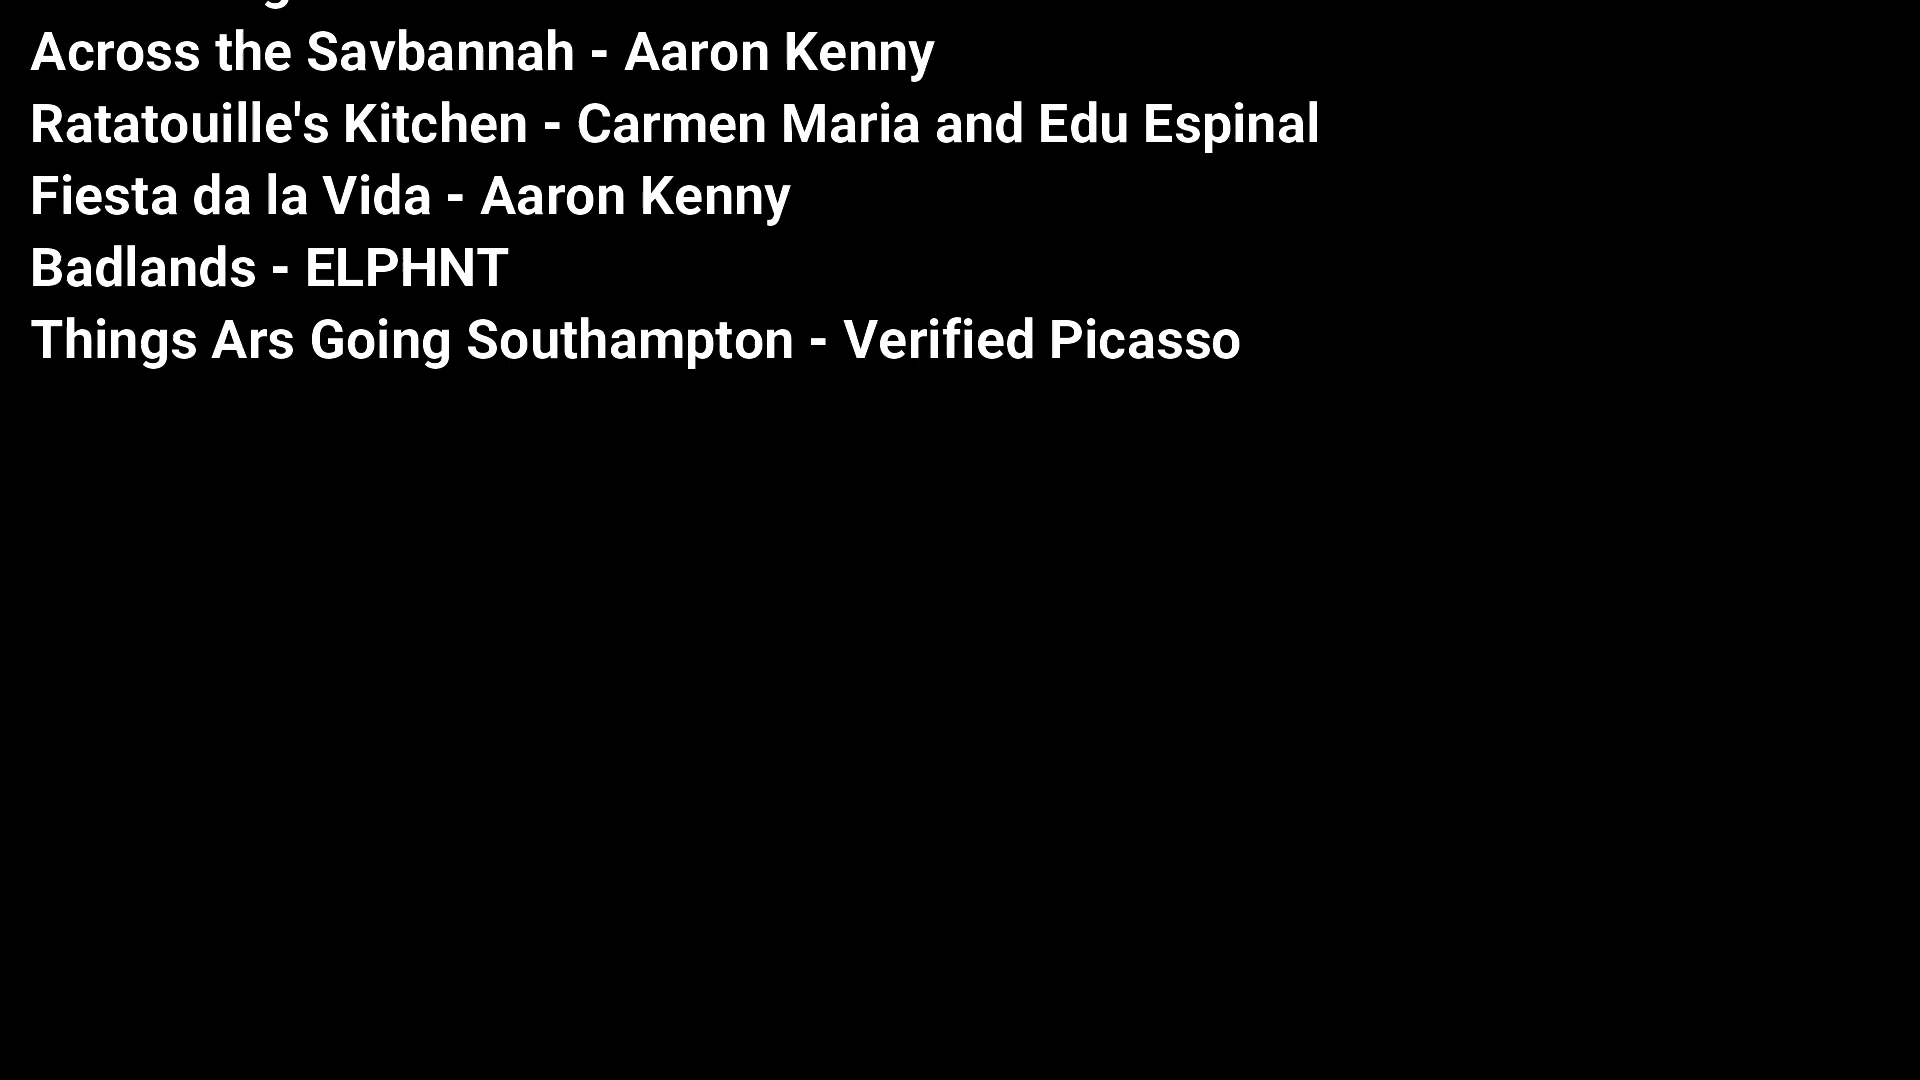 Across the Savbannah - Aaron Kenny
Ratatouille's Kitchen - Carmen Maria and Edu Espinal
Fiesta da la Vida - Aaron Kenny
Badlands - ELPHNT
Things Ars Going Southampton - Verified Picasso